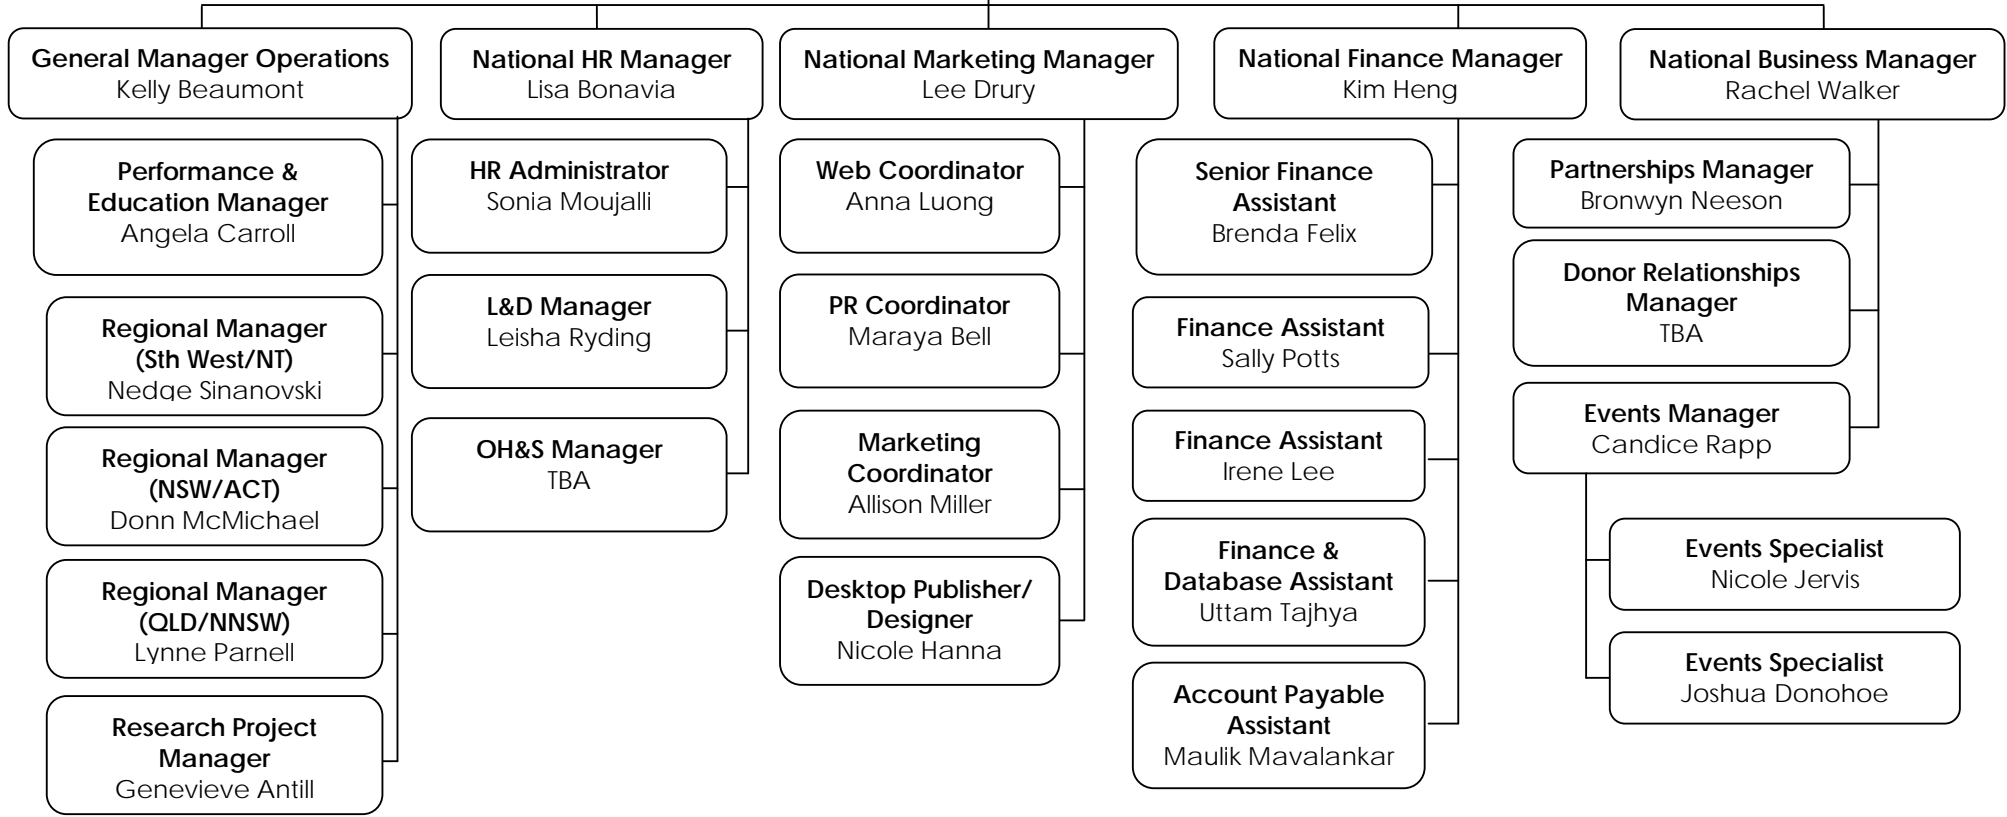 General Manager Operations
Kelly Beaumont
National HR Manager
Lisa Bonavia
National Marketing Manager
Lee Drury
National Finance Manager
Kim Heng
National Business Manager
Rachel Walker
Performance &
Education Manager
Angela Carroll
Regional Manager
(Sth West/NT)
Nedge Sinanovski
Regional Manager
(NSW/ACT)
Donn McMichael
Regional Manager
(QLD/NNSW)
Lynne Parnell
Research Project
Manager
Genevieve Antill
HR Administrator
Sonia Moujalli
L&D Manager
Leisha Ryding
OH&S Manager
TBA
Web Coordinator
Anna Luong
PR Coordinator
Maraya Bell
Marketing
Coordinator
Allison Miller
Desktop Publisher/
Designer
Nicole Hanna
Senior Finance
Assistant
Brenda Felix
Finance Assistant
Sally Potts
Finance Assistant
Irene Lee
Finance &
Database Assistant
Uttam Tajhya
Account Payable
Assistant
Maulik Mavalankar
Partnerships Manager
Bronwyn Neeson
Donor Relationships
Manager
TBA
Events Manager
Candice Rapp
Events Specialist
Nicole Jervis
Events Specialist
Joshua Donohoe